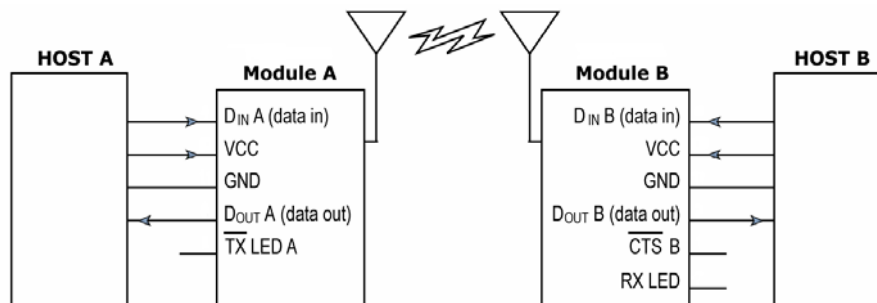 HOST A
Module A
Module B
HOST B
DIN A (data in)
VCC
GND
DOUT A (data out)
TX LED A
DIN B (data in)
VCC
GND
DOUT B (data out)
CTS B
RX LED